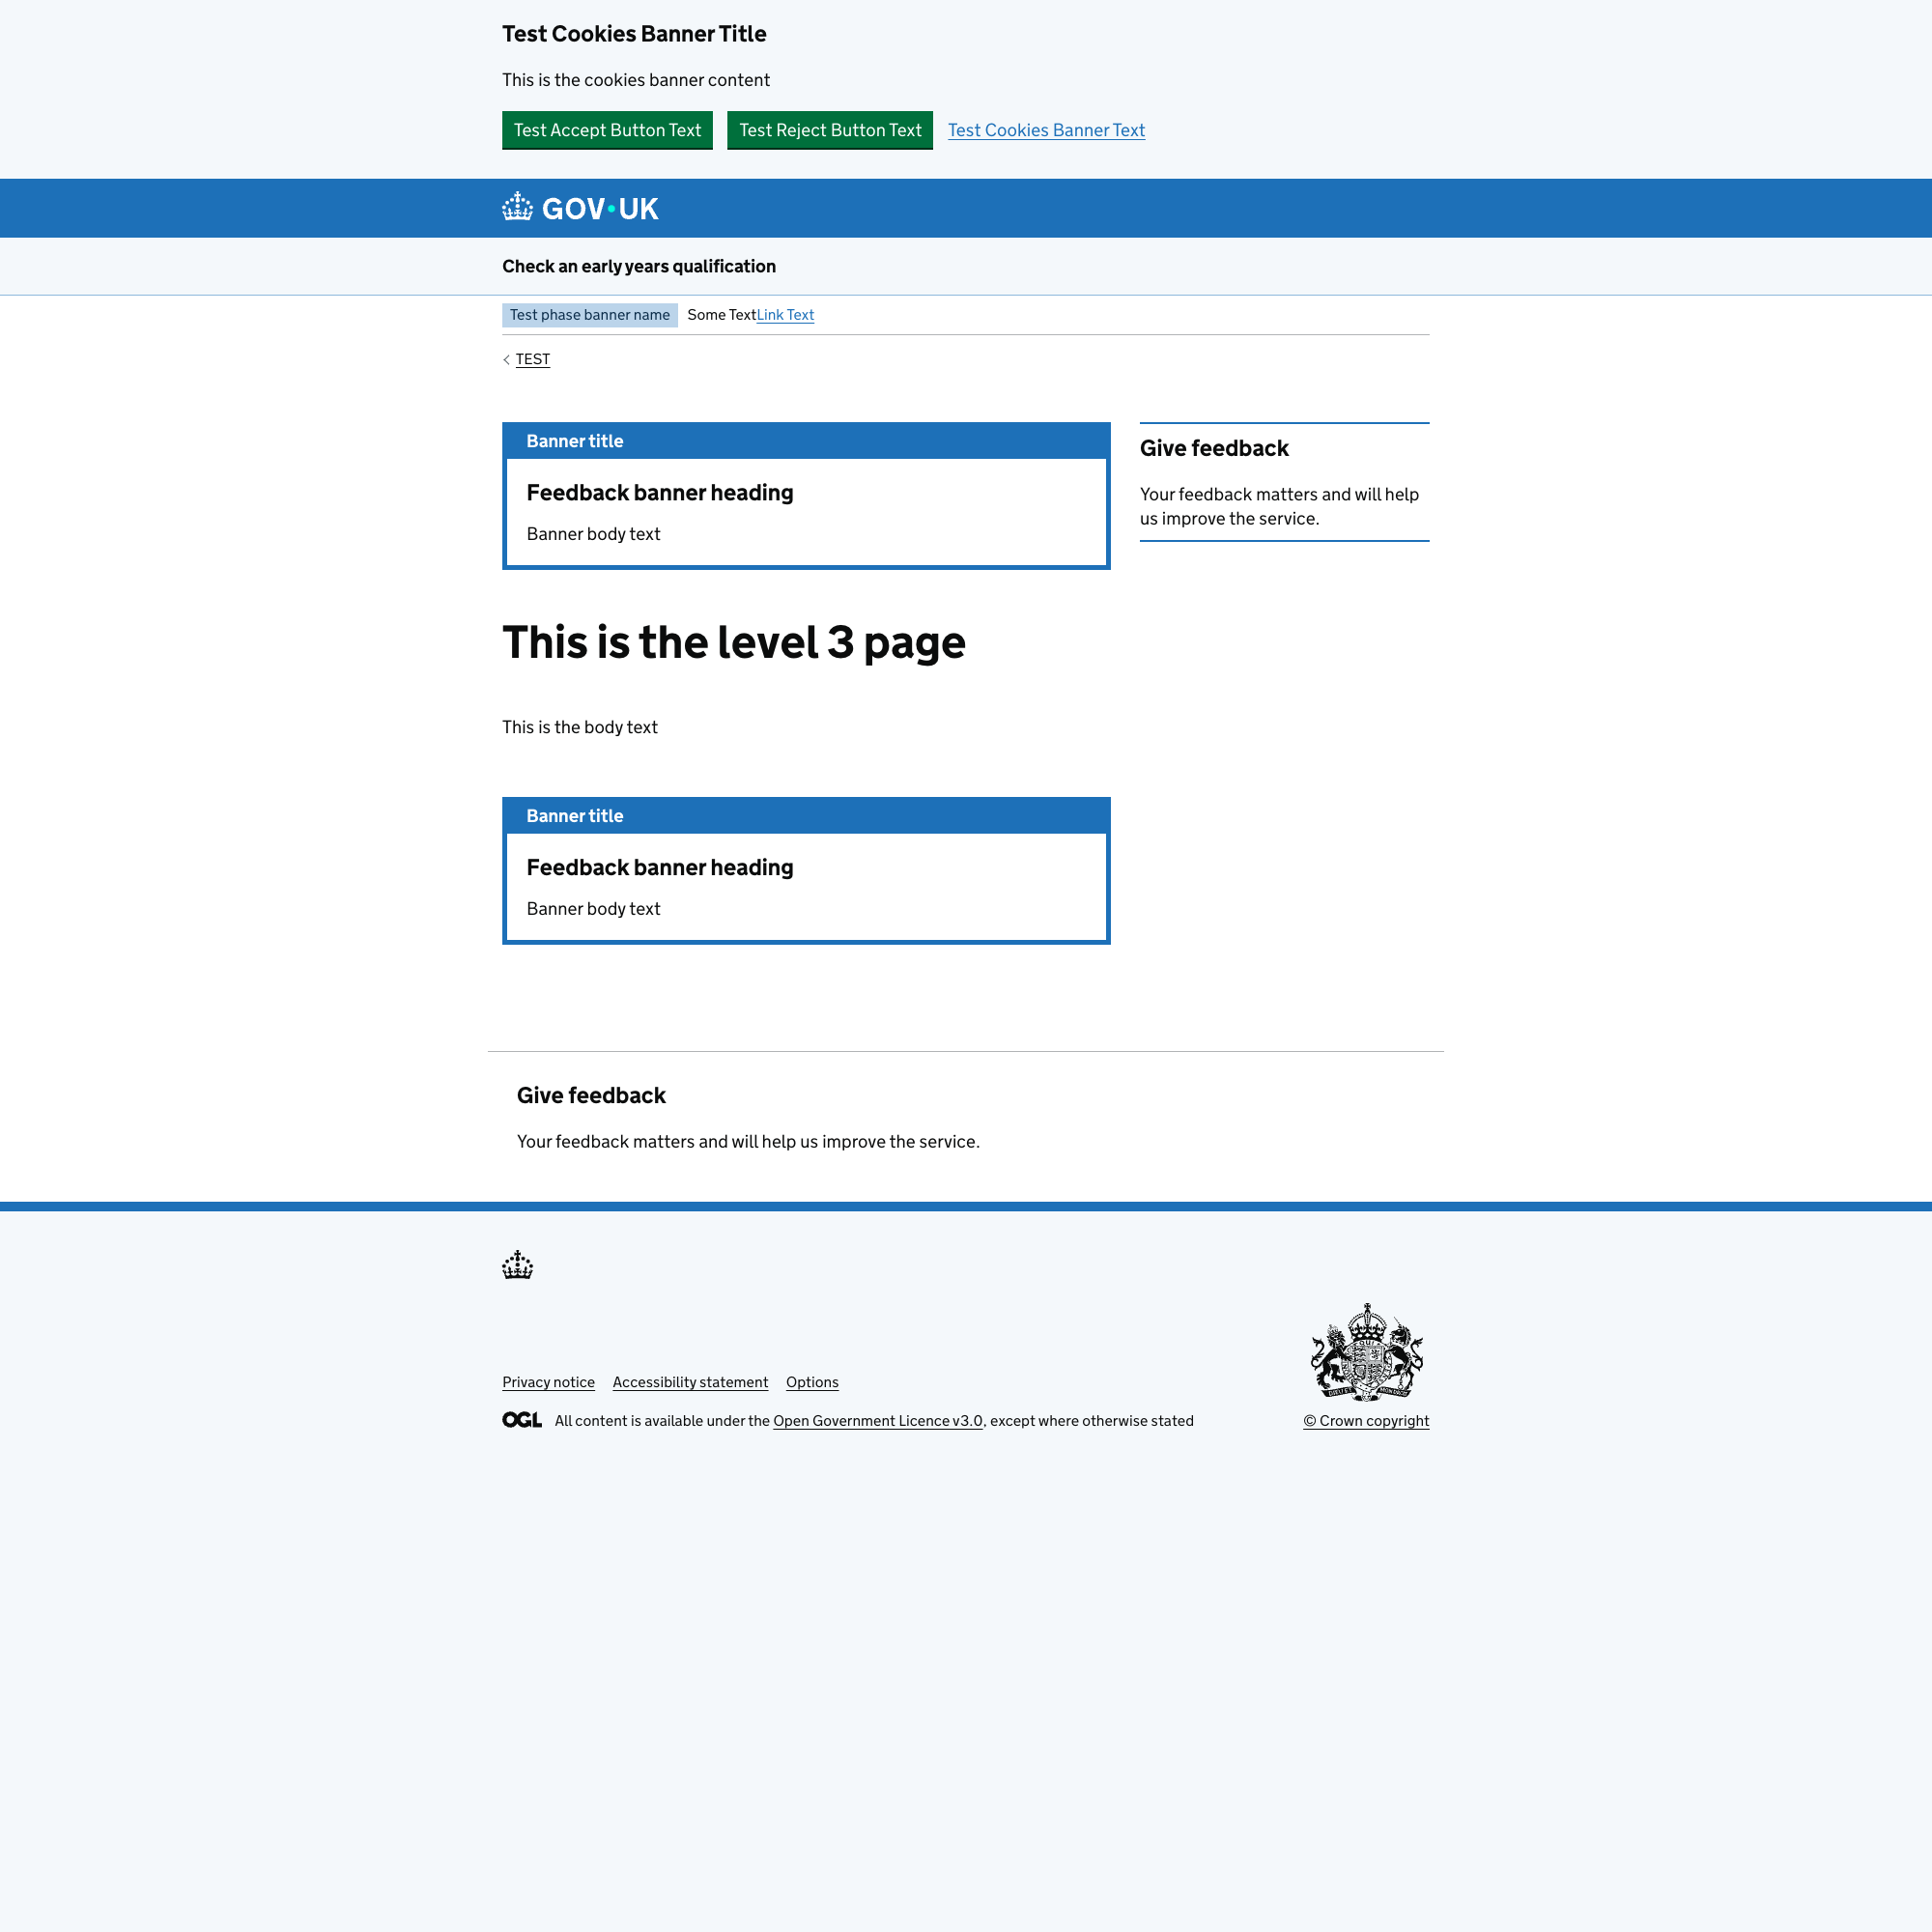 Test Cookies Banner Title
This is the cookies banner content
Test Accept Button Text
Test Reject Button Text
Test Cookies Banner Text
GOV·UK
Check an early years qualification
Test phase banner name
Some TextLink Text
TEST
Banner title
Feedback banner heading
Banner body text
Give feedback
Your feedback matters and will help
us improve the service.
This is the level 3 page
This is the body text
Banner title
Feedback banner heading
Banner body text
Give feedback
Your feedback matters and will help us improve the service.
Privacy notice
Accessibility statement
Options
OGL
All content is available under the Open Government Licence v3.0, except where otherwise stated
© Crown copyright